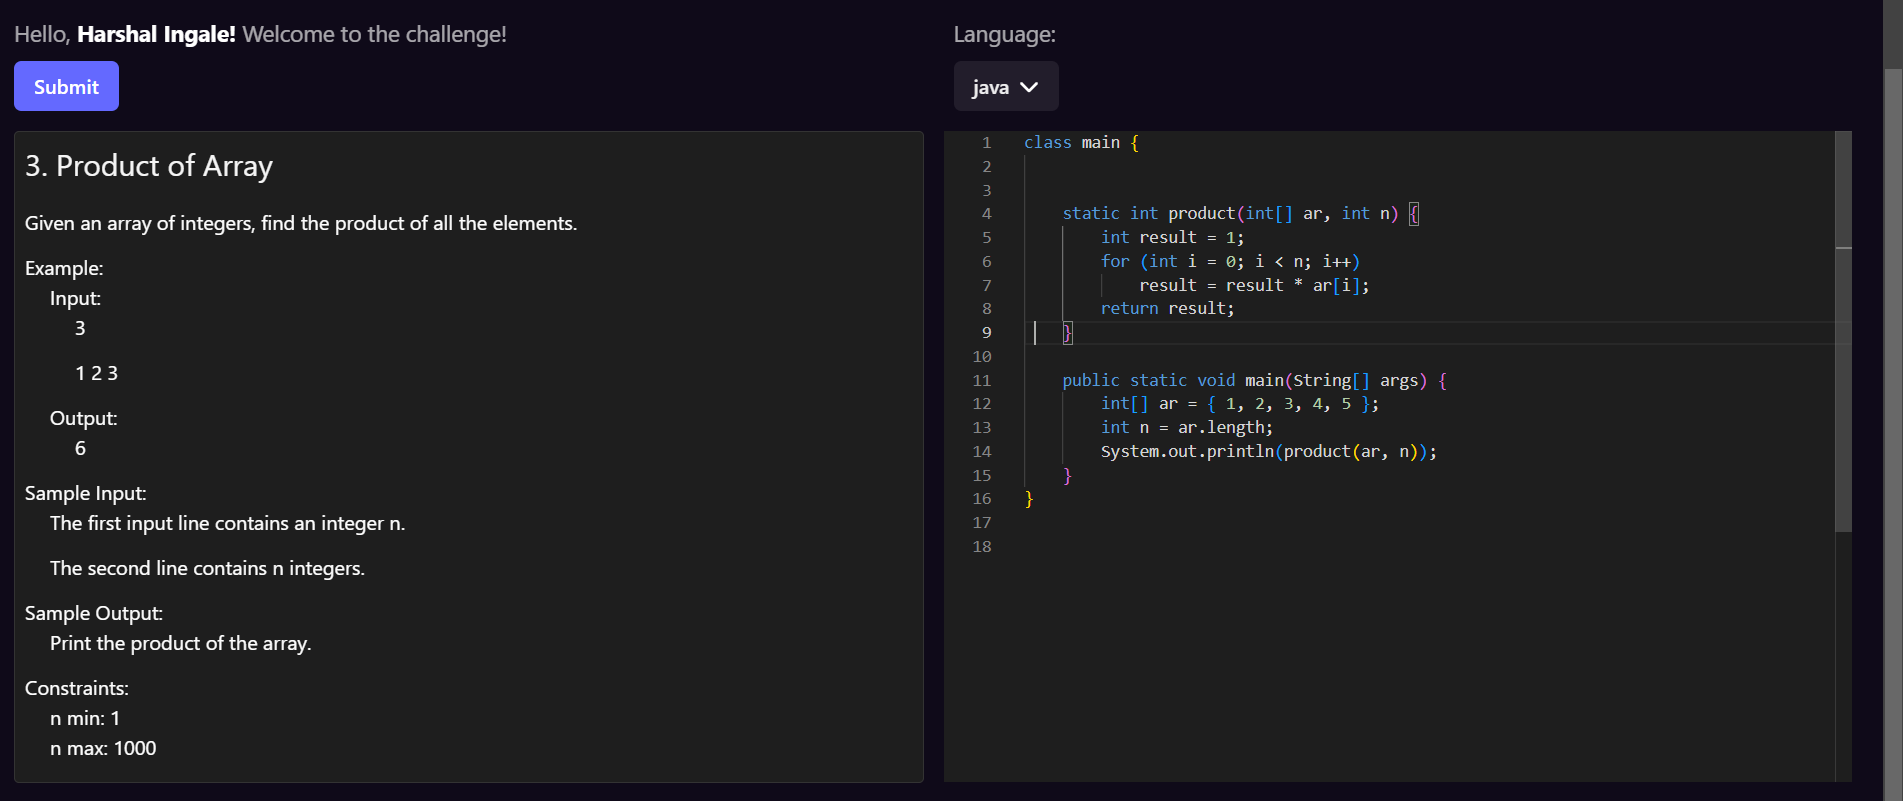 Hello, Harshal Ingale! Welcome to the challenge!
Submit
3. Product of Array
Given an array of integers, find the product of all the elements.
Example:
Input:
3
1 2 3
Output:
6
Sample Input:
The first input line contains an integer n.
The second line contains n integers.
Sample Output:
Print the product of the array.
Constraints:
n min: 1
n max: 1000
Language:
java
1 class main {
2
3
4 static int product(int[] ar, int n) {
5 int result = 1;
6 for (int i = 0; i < n; i++)
7 result = result * ar[i];
8 return result;
9 }
10
11 public static void main(String[] args) {
12 int[] ar = { 1, 2, 3, 4, 5 };
13 int n = ar.length;
14 System.out.println(product(ar, n));
15 }
16 }
17
18